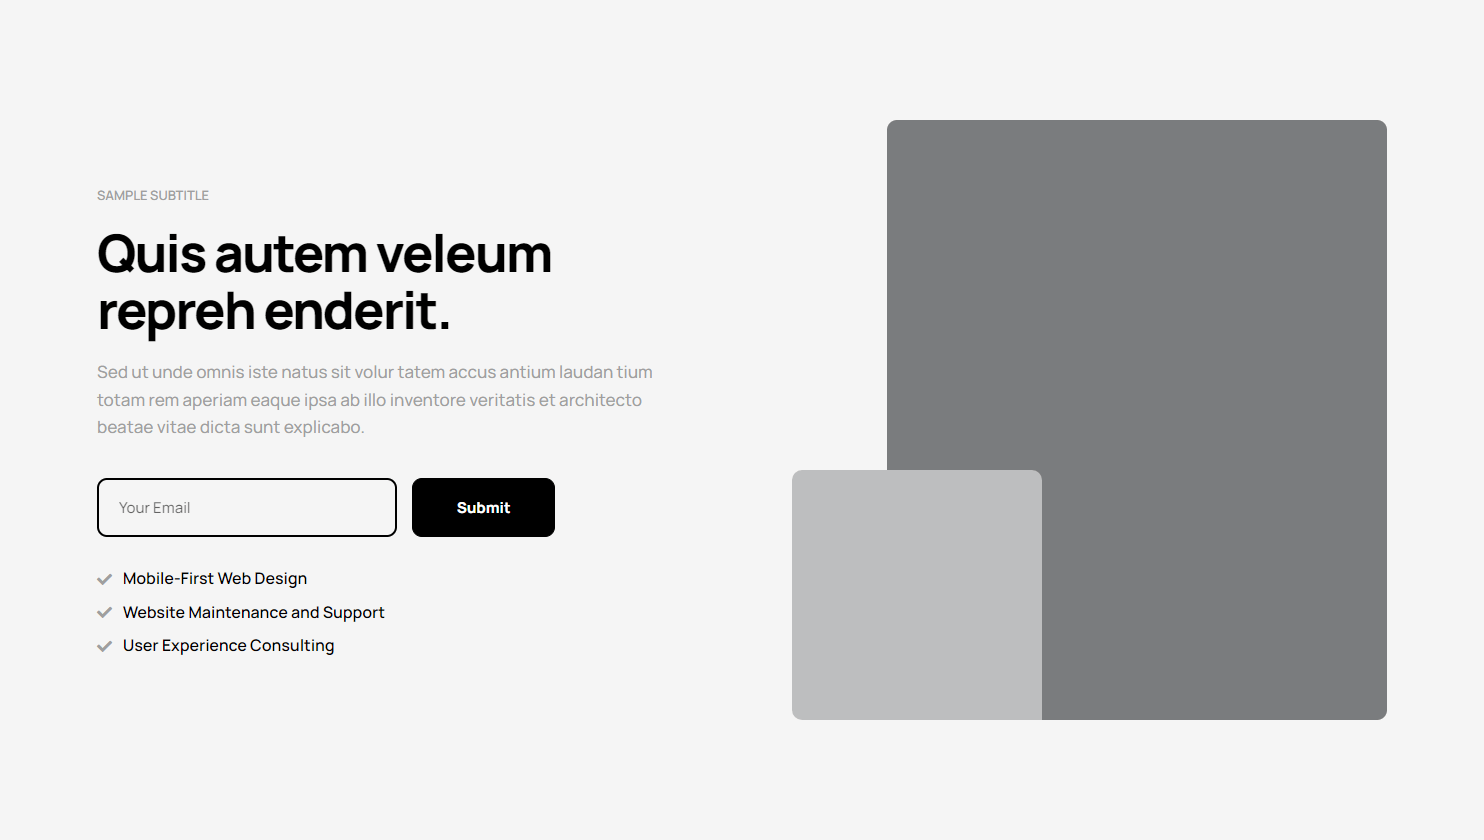 SAMPLE SUBTITLE
Quis autem veleum
repreh enderit.
Sed ut unde omnis iste natus sit volur tatem accus antium laudan tium
totam rem aperiam eaque ipsa ab illo inventore veritatis et architecto
beatae vitae dicta sunt explicabo.
Your Email
Submit
Mobile-First Web Design
Website Maintenance and Support
User Experience Consulting